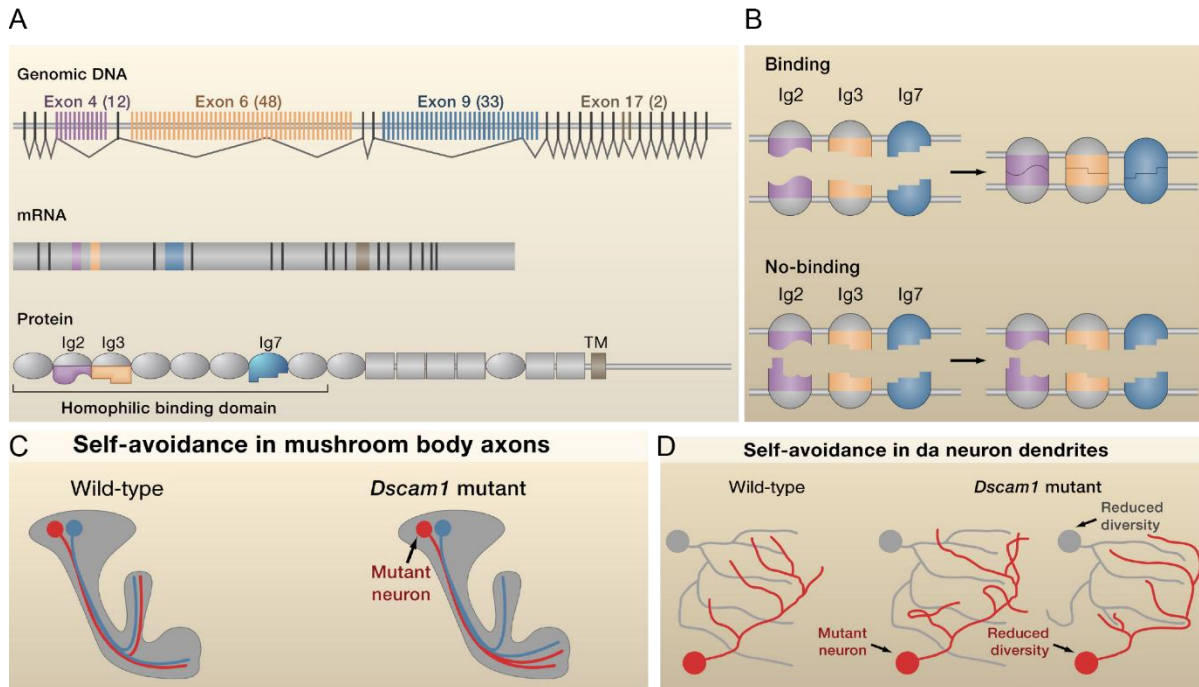 A
Genomic DNA
Exon 4 (12)
Exon 6 (48)
Exon 9 (33)
Exon 17 (2)
mRNA
Protein
Ig2
Ig3
Ig7
TM
Homophilic binding domain
B
Binding
Ig2
Ig3
Ig7
No-binding
Ig2
Ig3
Ig7
C
Self-avoidance in mushroom body axons
Wild-type
Dscam1 mutant
Mutant
neuron
D
Self-avoidance in da neuron dendrites
Wild-type
Dscam1 mutant
Reduced
diversity
Mutant
neuron
Reduced
diversity